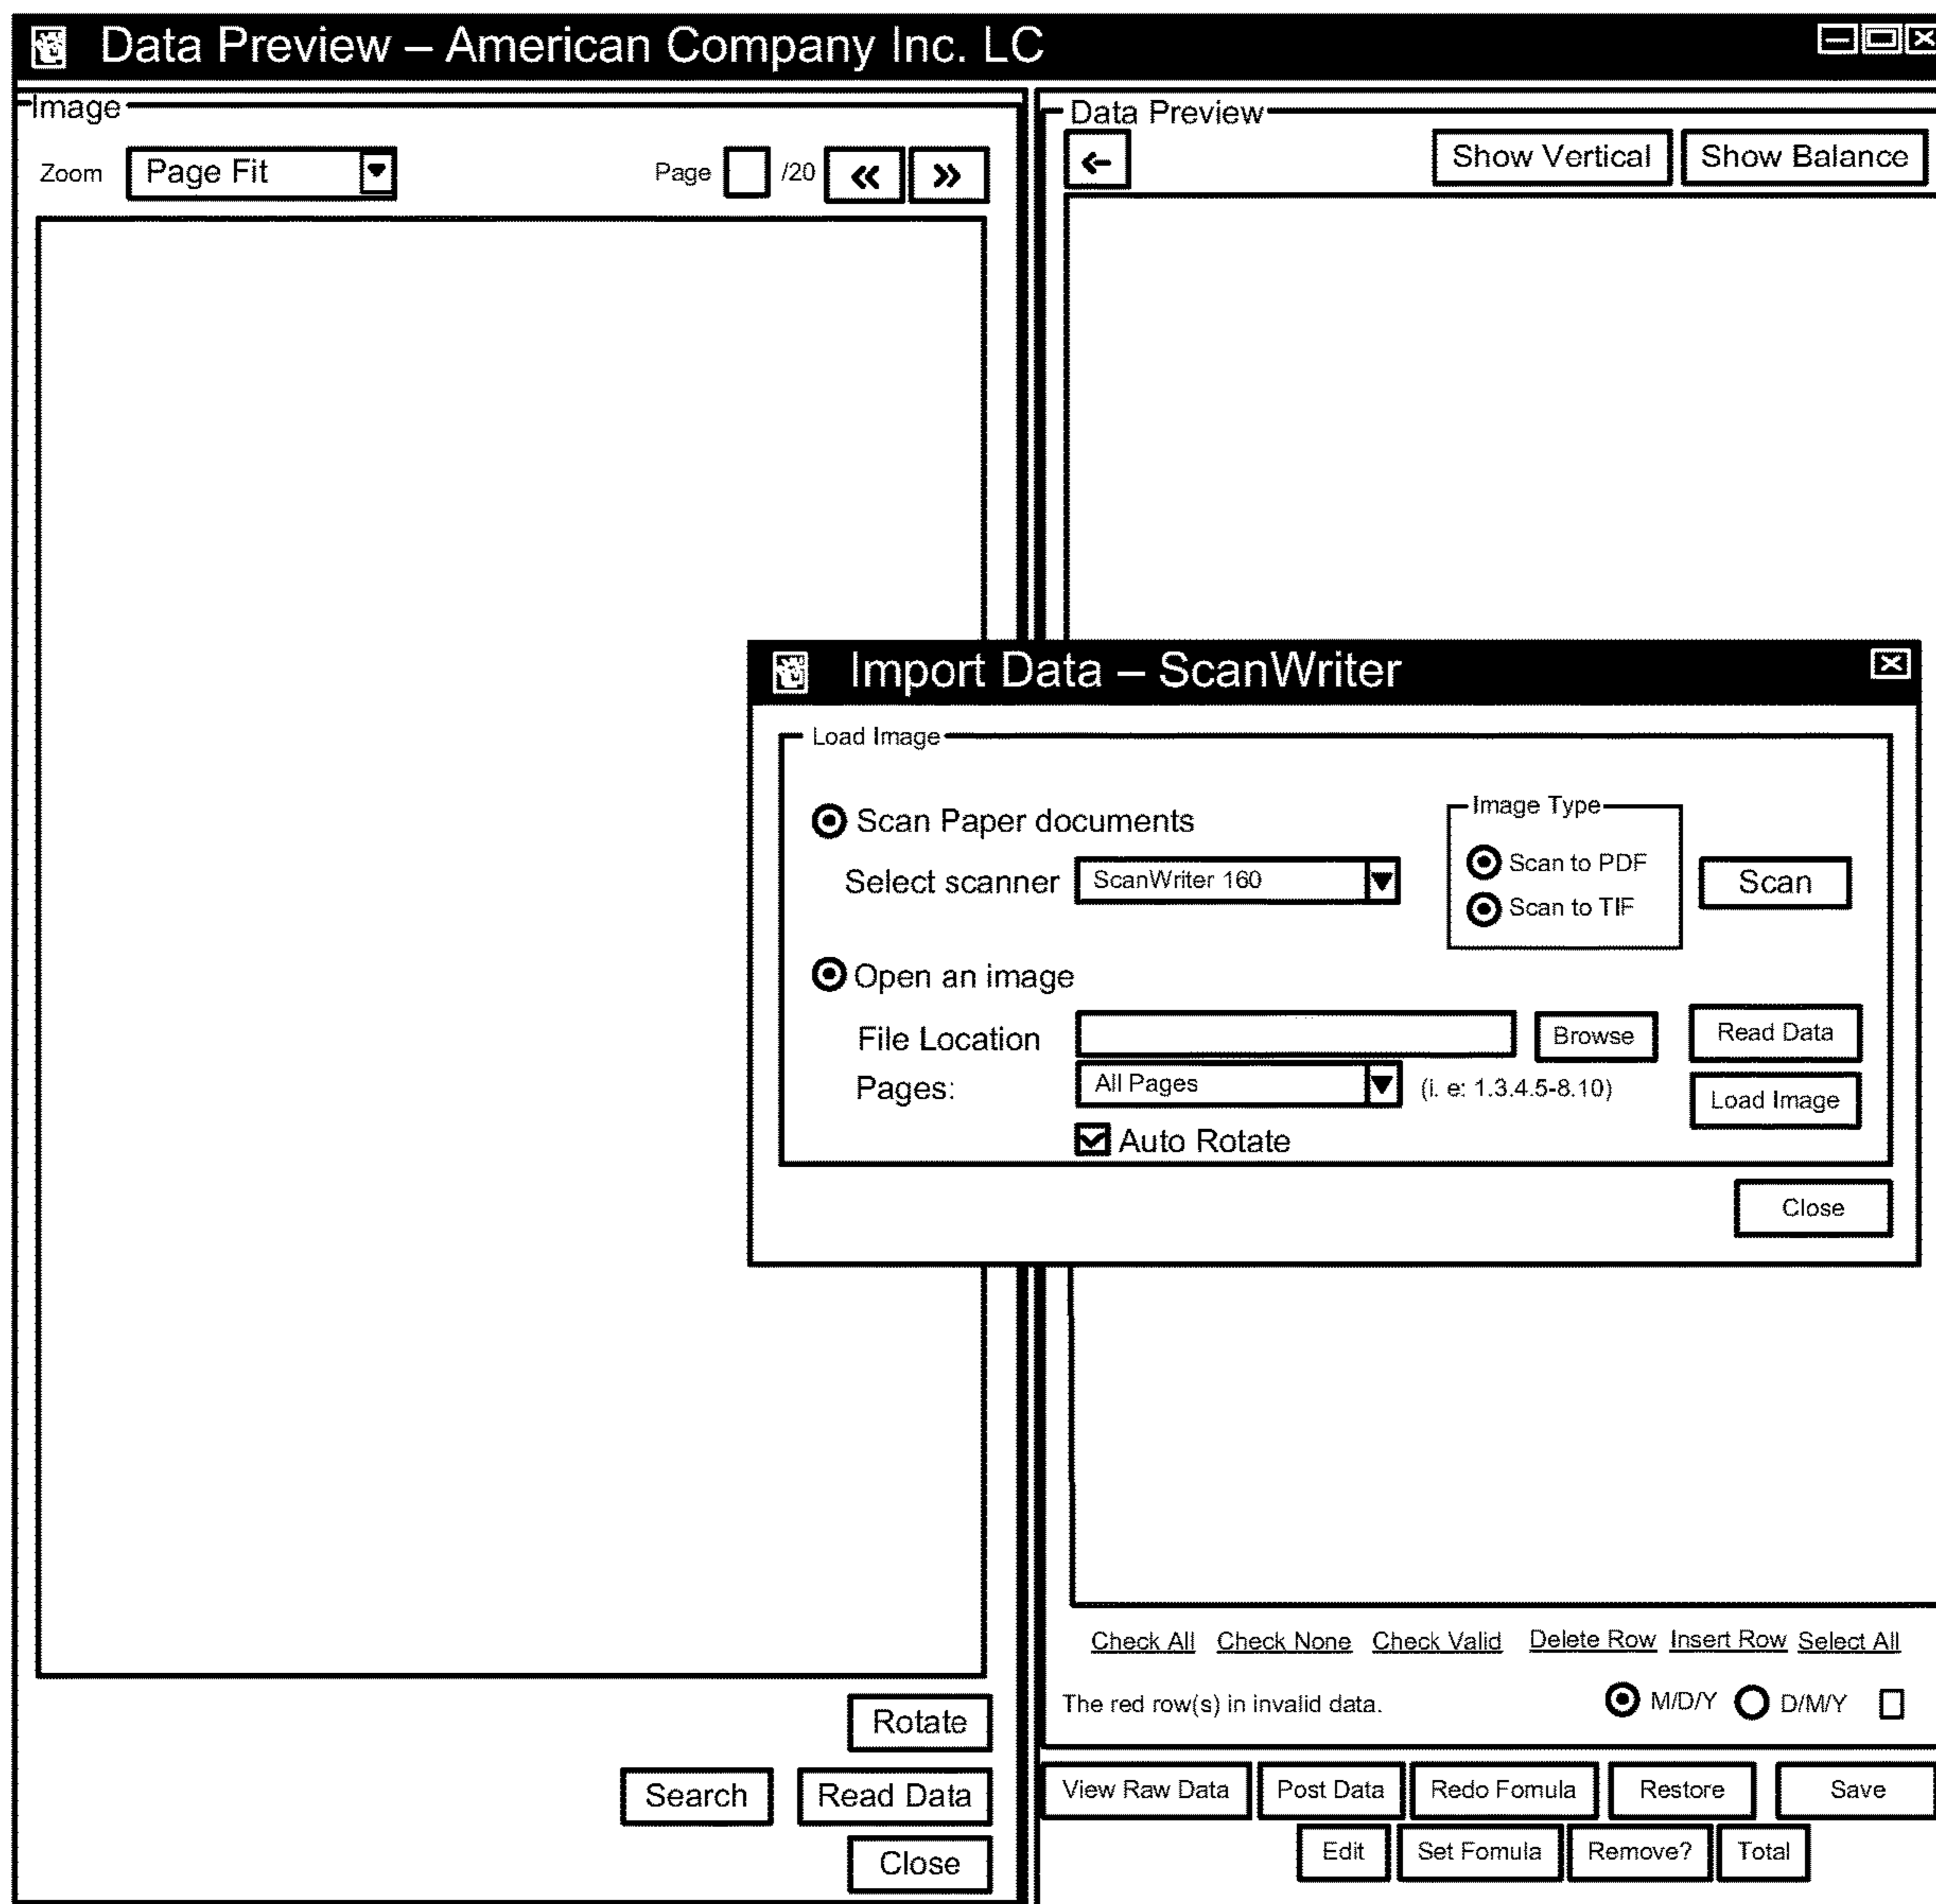 Data Preview – American Company Inc. LC
Image
Zoom Page Fit Page /20 « »
Data Preview
← Show Vertical Show Balance
Import Data – ScanWriter
Load Image
Scan Paper documents
Select scanner ScanWriter 160
Image Type
Scan to PDF
Scan to TIF
Scan
Open an image
File Location Browse Read Data
Pages: All Pages (i. e: 1.3.4.5-8.10) Load Image
Auto Rotate
Close
Check All Check None Check Valid Delete Row Insert Row Select All
The red row(s) in invalid data. M/D/Y D/M/Y
Rotate
Search Read Data
Close
View Raw Data Post Data Redo Fomula Restore Save
Edit Set Fomula Remove? Total